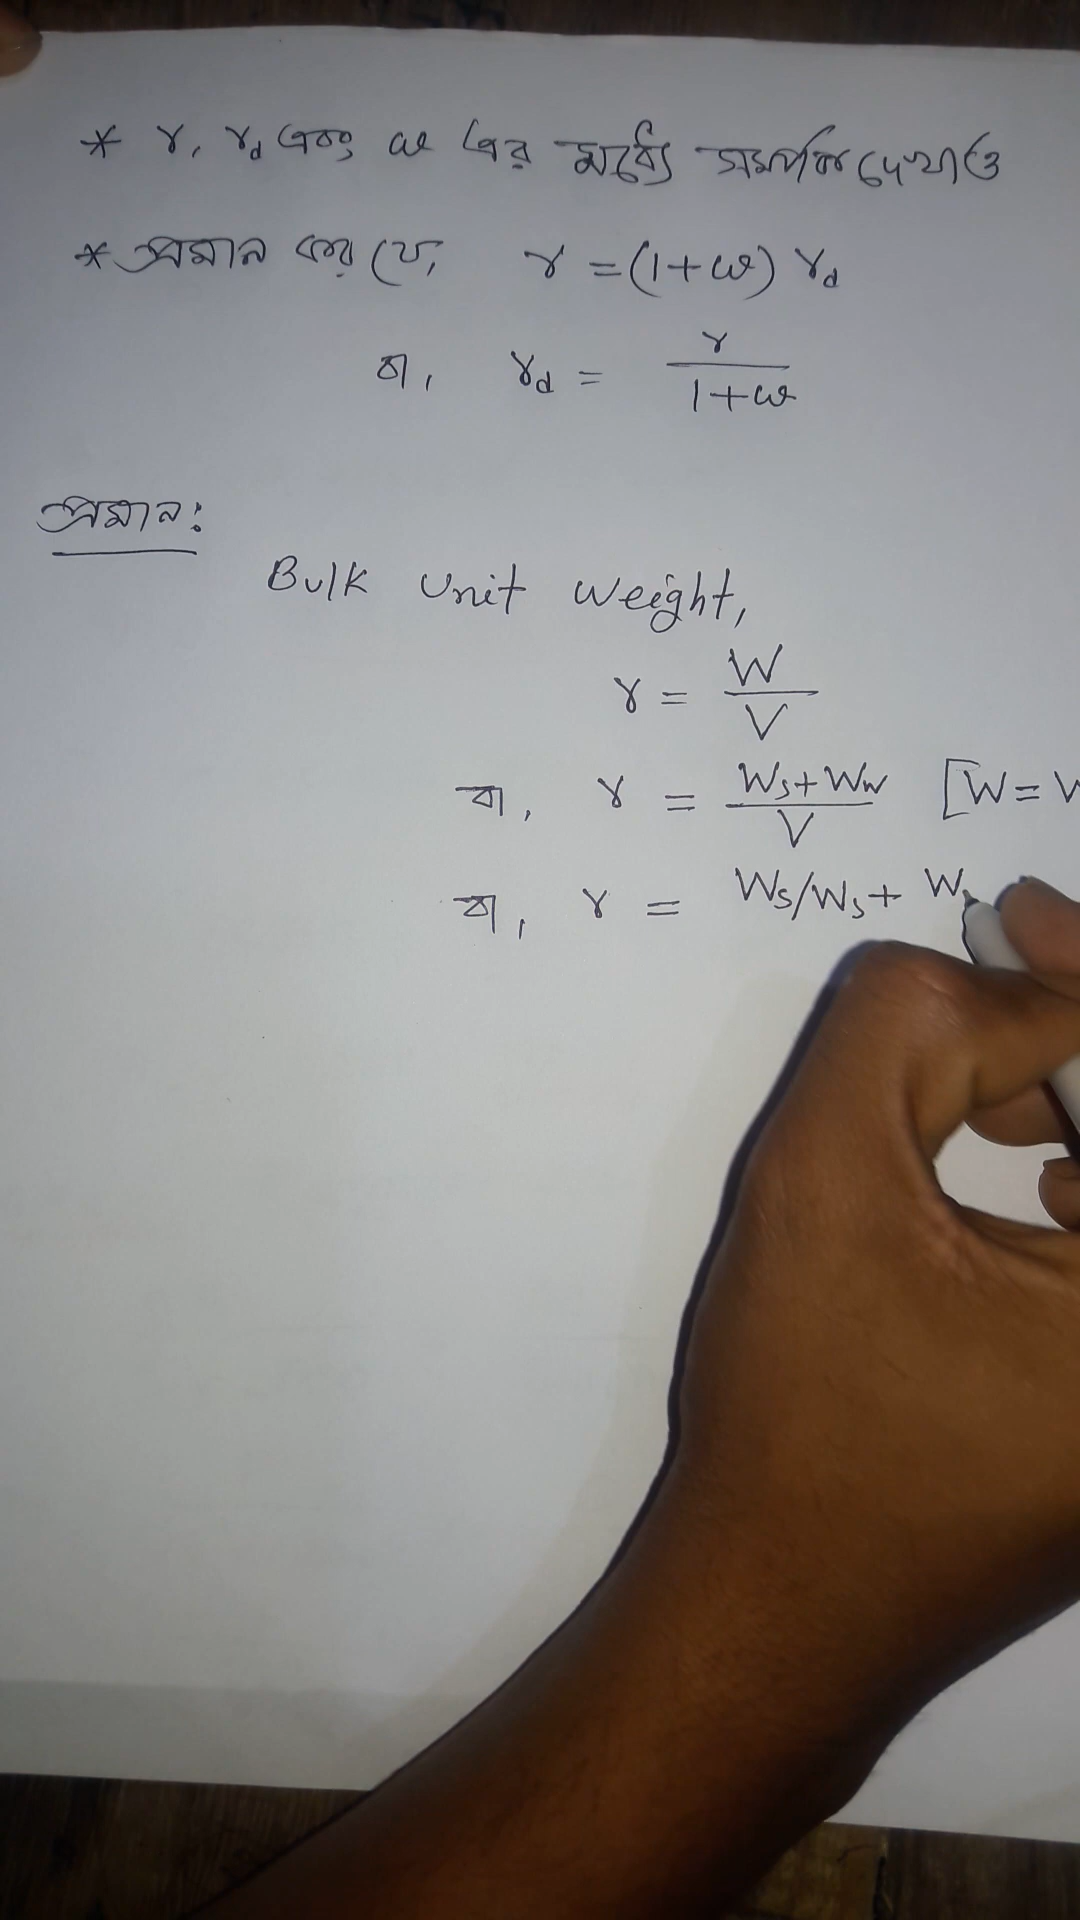 * γ, γd এবং ω এর মধ্যে সম্পর্ক দেখাও
* প্রমান কর যে, γ = (1+ω) γd
বা, γd = γ / 1+ω
প্রমান:
Bulk Unit Weight,
γ = W / V
বা, γ = Ws+Ww / V [W=
বা, γ = Ws/Ws + W